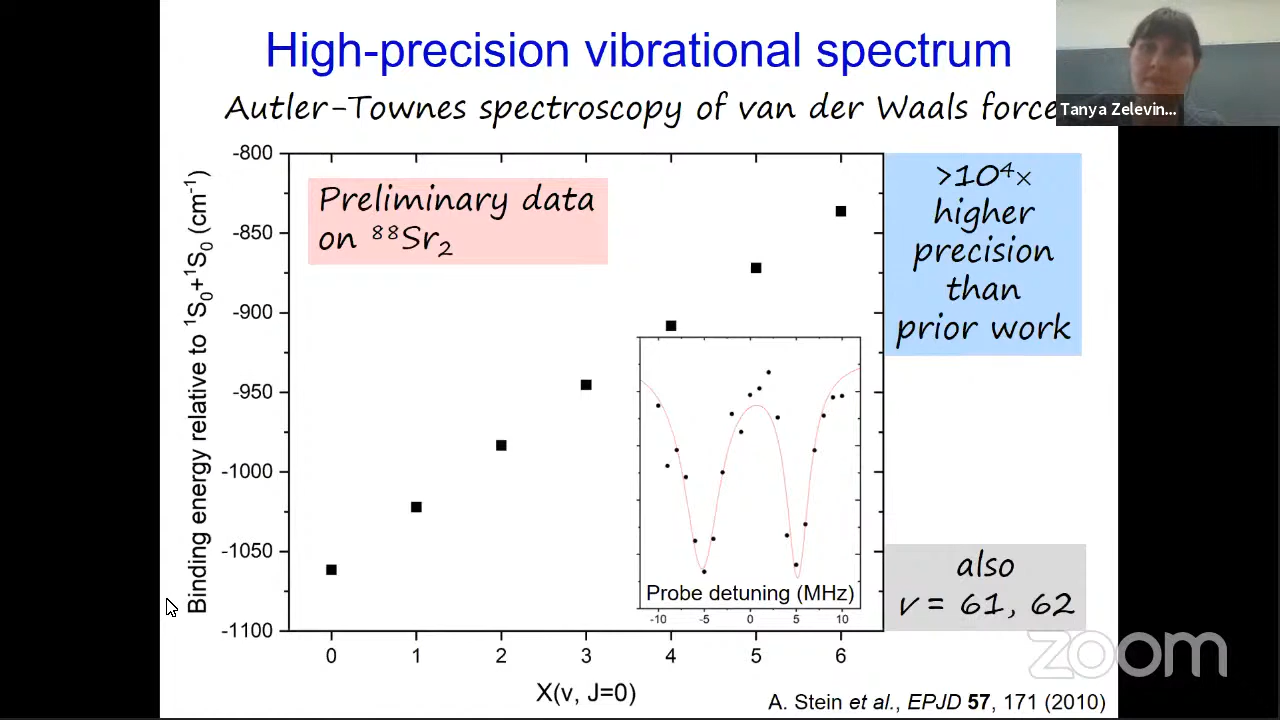 High-precision vibrational spectrum
Autler-Townes spectroscopy of van der Waals force
Tanya Zelevin...
Preliminary data
on ⁸⁸Sr₂
>10⁴×
higher
precision
than
prior work
also
v = 61, 62
Binding energy relative to ¹S₀+¹S₀ (cm⁻¹)
-800
-850
-900
-950
-1000
-1050
-1100
Probe detuning (MHz)
-10 -5 0 5 10
0 1 2 3 4 5 6
X(v, J=0)
zoom
A. Stein et al., EPJD 57, 171 (2010)